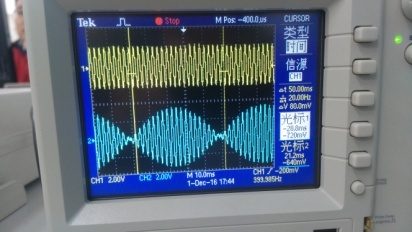 Tek Stop M Pos: -400.0µs CURSOR
类型
时间
信源
CH1
Δt 50.00ms
20.00Hz
ΔV 80.0mV
光标1
-28.8ms
-720mV
光标2
21.2ms
-640mV
1
2
CH1 2.00V CH2 2.00V M 10.0ms CH1 -200mV
1-Dec-16 17:44 399.985Hz